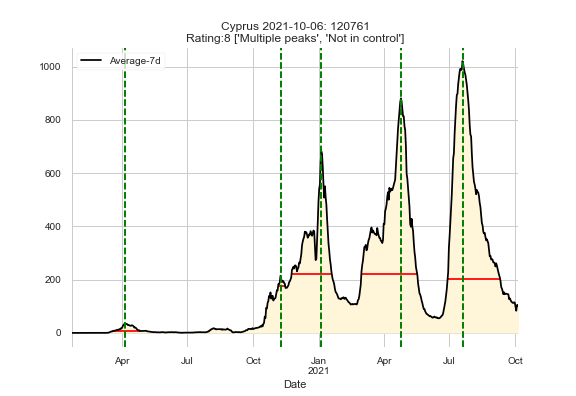 Cyprus 2021-10-06: 120761
Rating:8 ['Multiple peaks', 'Not in control']
Average-7d
1000
800
600
400
200
0
Apr Jul Oct Jan Apr Jul Oct
2021
Date